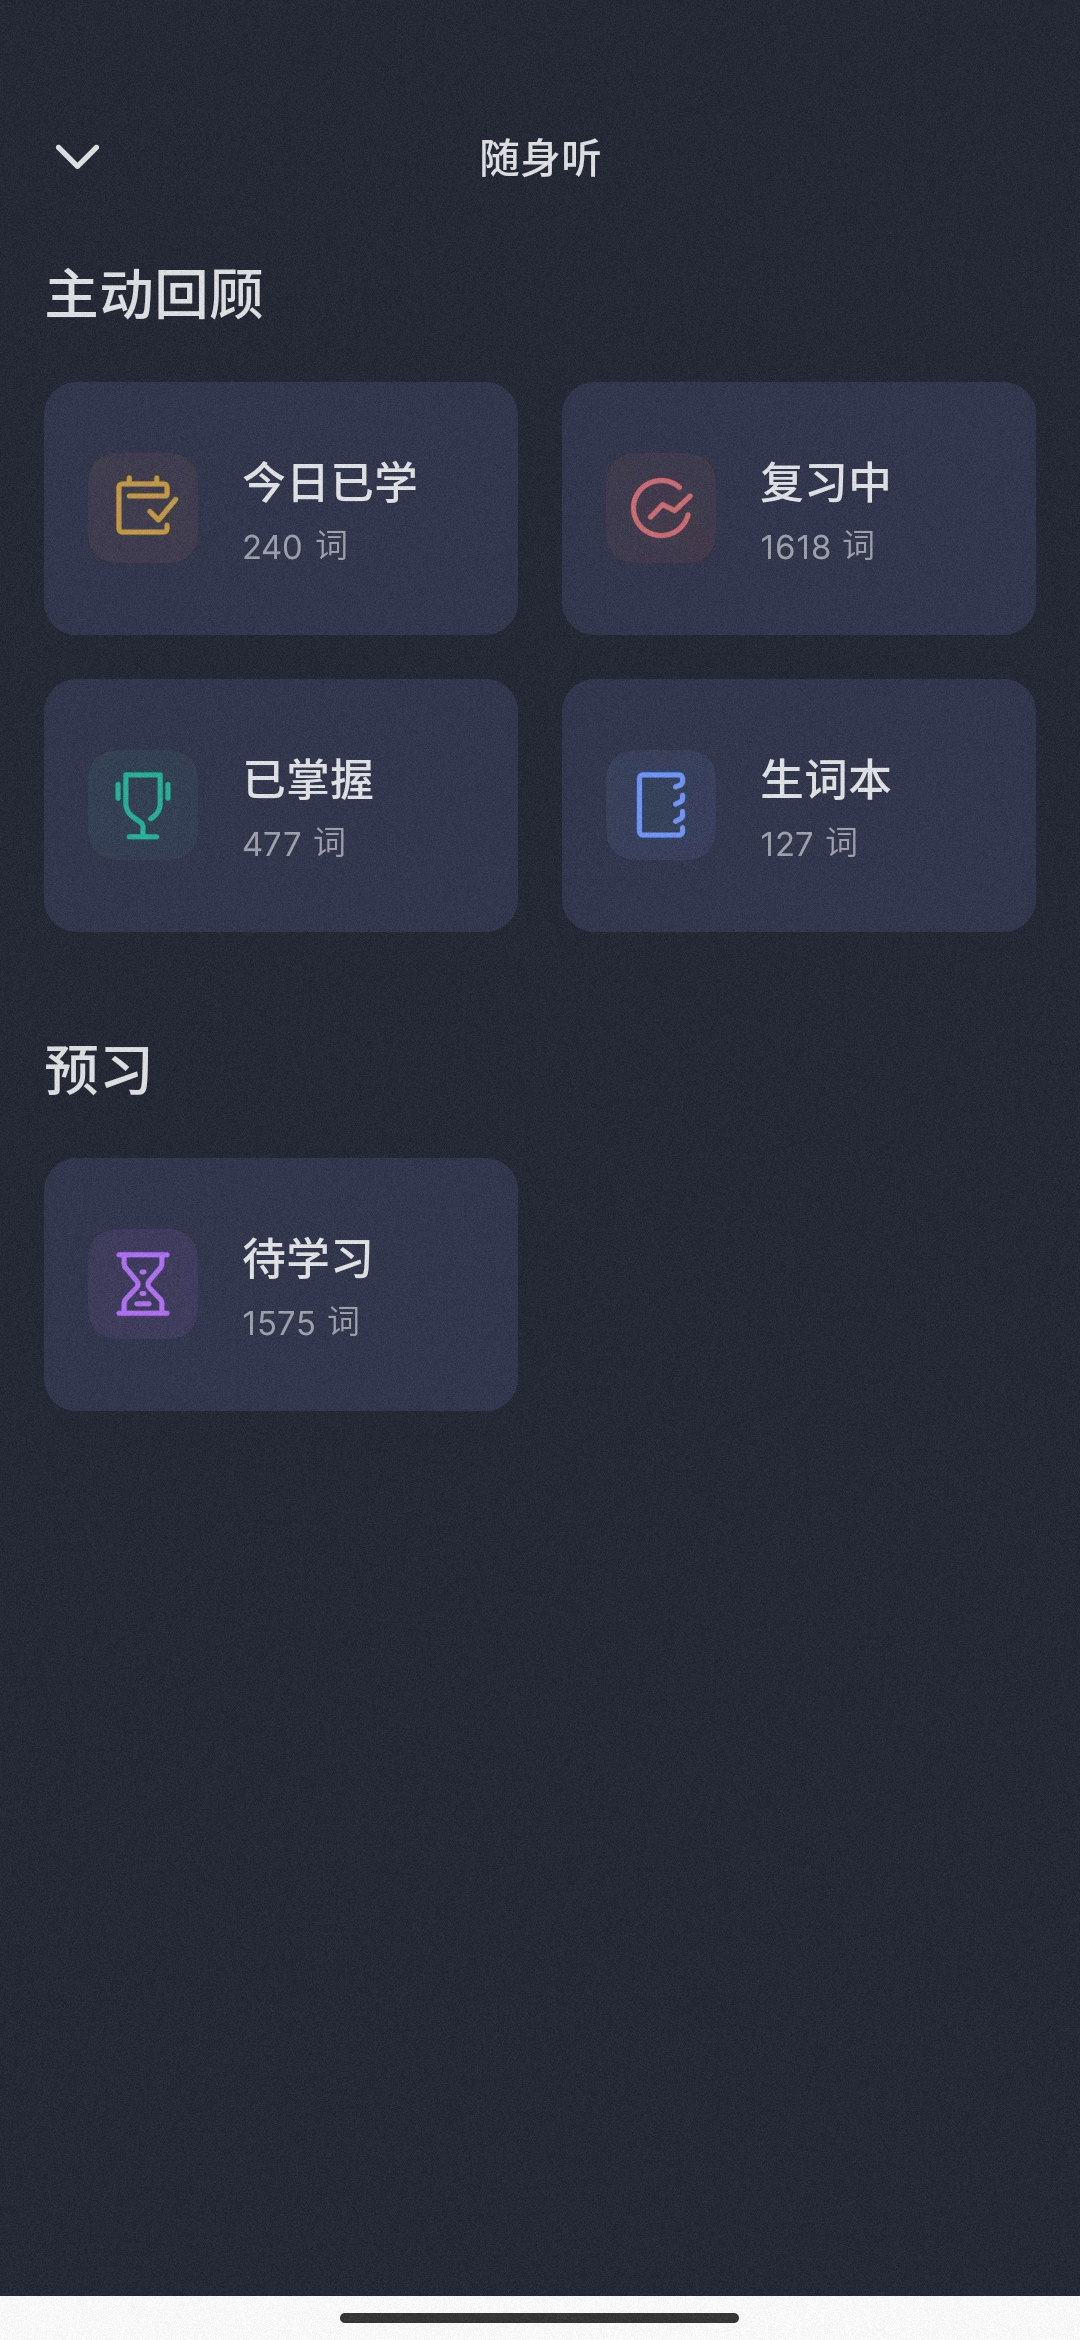 随身听
主动回顾
今日已学
240 词
复习中
1618 词
已掌握
477 词
生词本
127 词
预习
待学习
1575 词